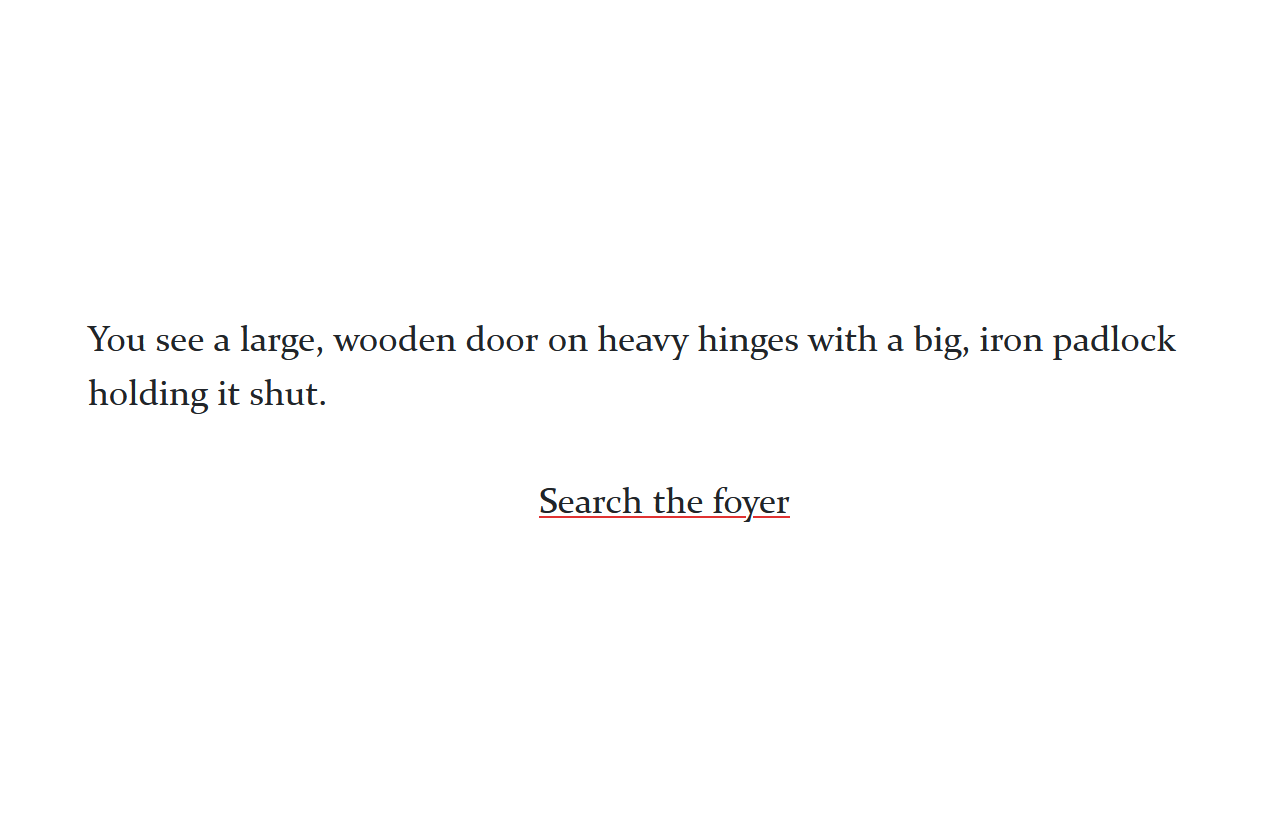 You see a large, wooden door on heavy hinges with a big, iron padlock
holding it shut.
Search the foyer